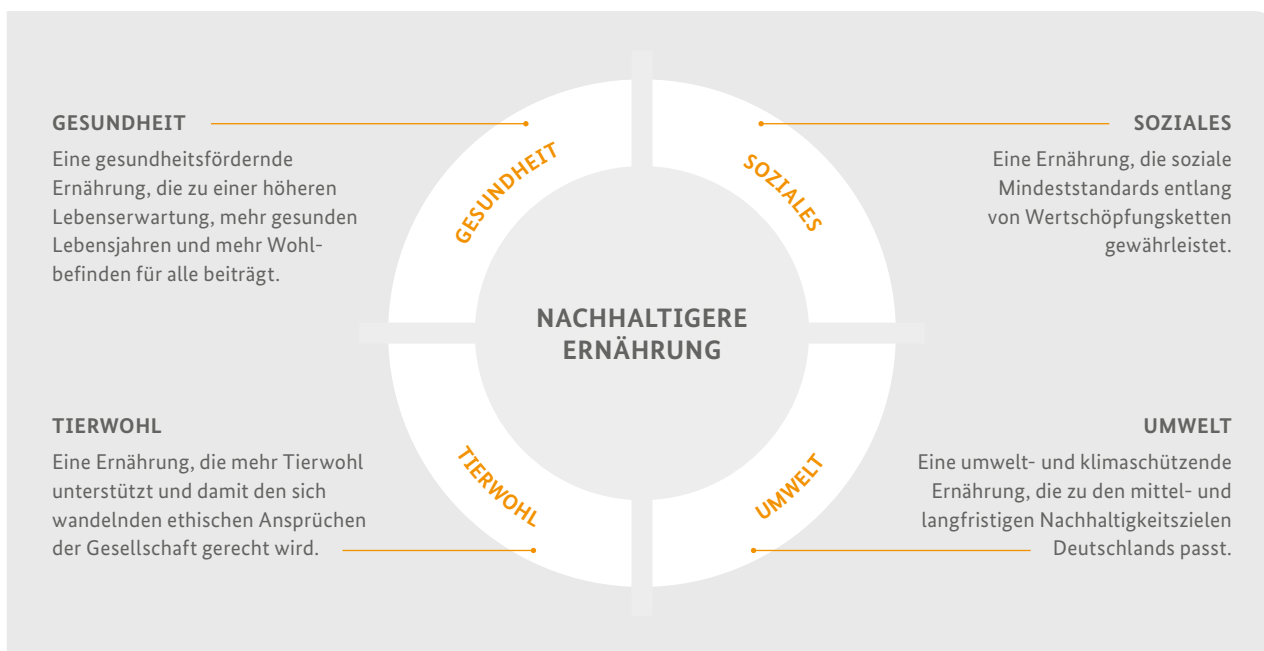 GESUNDHEIT
Eine gesundheitsfördernde
Ernährung, die zu einer höheren
Lebenserwartung, mehr gesunden
Lebensjahren und mehr Wohl-
befinden für alle beiträgt.
SOZIALES
Eine Ernährung, die soziale
Mindeststandards entlang
von Wertschöpfungsketten
gewährleistet.
GESUNDHEIT
SOZIALES
NACHHALTIGERE
ERNÄHRUNG
TIERWOHL
UMWELT
TIERWOHL
Eine Ernährung, die mehr Tierwohl
unterstützt und damit den sich
wandelnden ethischen Ansprüchen
der Gesellschaft gerecht wird.
UMWELT
Eine umwelt- und klimaschützende
Ernährung, die zu den mittel- und
langfristigen Nachhaltigkeitszielen
Deutschlands passt.